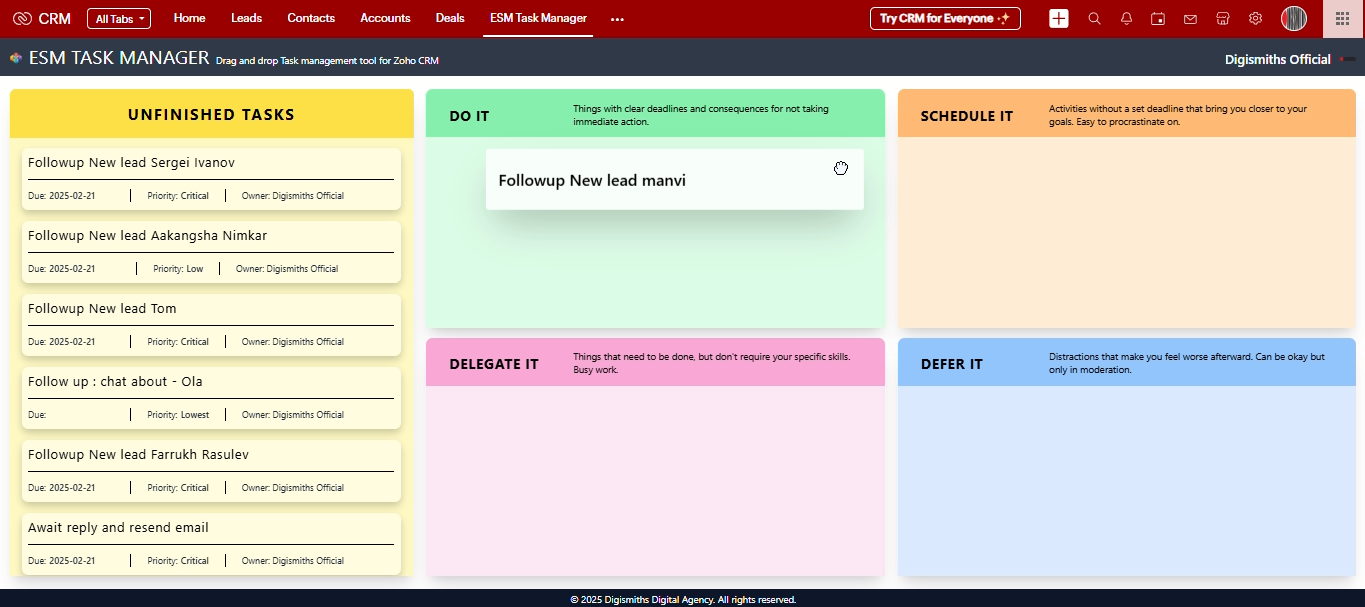 CRM All Tabs Home Leads Contacts Accounts Deals ESM Task Manager ... Try CRM for Everyone
ESM TASK MANAGER Drag and drop Task management tool for Zoho CRM Digismiths Official
UNFINISHED TASKS
Followup New lead Sergei Ivanov
Due: 2025-02-21 Priority: Critical Owner: Digismiths Official
Followup New lead Aakangsha Nimkar
Due: 2025-02-21 Priority: Low Owner: Digismiths Official
Followup New lead Tom
Due: 2025-02-21 Priority: Critical Owner: Digismiths Official
Follow up : chat about - Ola
Due: Priority: Lowest Owner: Digismiths Official
Followup New lead Farrukh Rasulev
Due: 2025-02-21 Priority: Critical Owner: Digismiths Official
Await reply and resend email
Due: 2025-02-21 Priority: Critical Owner: Digismiths Official
DO IT
Things with clear deadlines and consequences for not taking
immediate action.
Followup New lead manvi
SCHEDULE IT
Activities without a set deadline that bring you closer to your
goals. Easy to procrastinate on.
DELEGATE IT
Things that need to be done, but don't require your specific skills.
Busy work.
DEFER IT
Distractions that make you feel worse afterward. Can be okay but
only in moderation.
© 2025 Digismiths Digital Agency. All rights reserved.